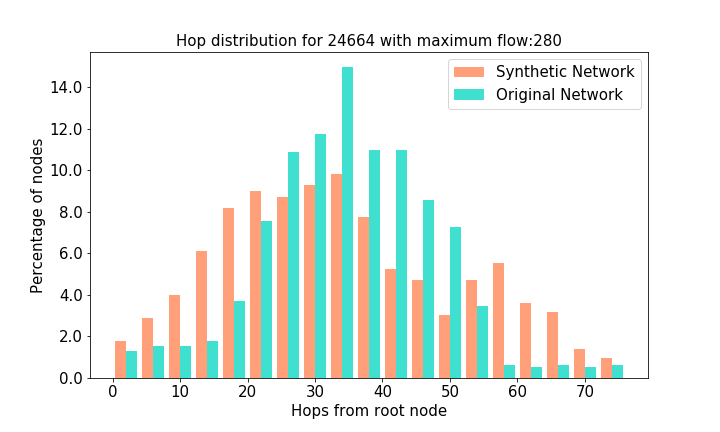 Hop distribution for 24664 with maximum flow:280
Synthetic Network
Original Network
Percentage of nodes
14.0
12.0
10.0
8.0
6.0
4.0
2.0
0.0
0 10 20 30 40 50 60 70
Hops from root node